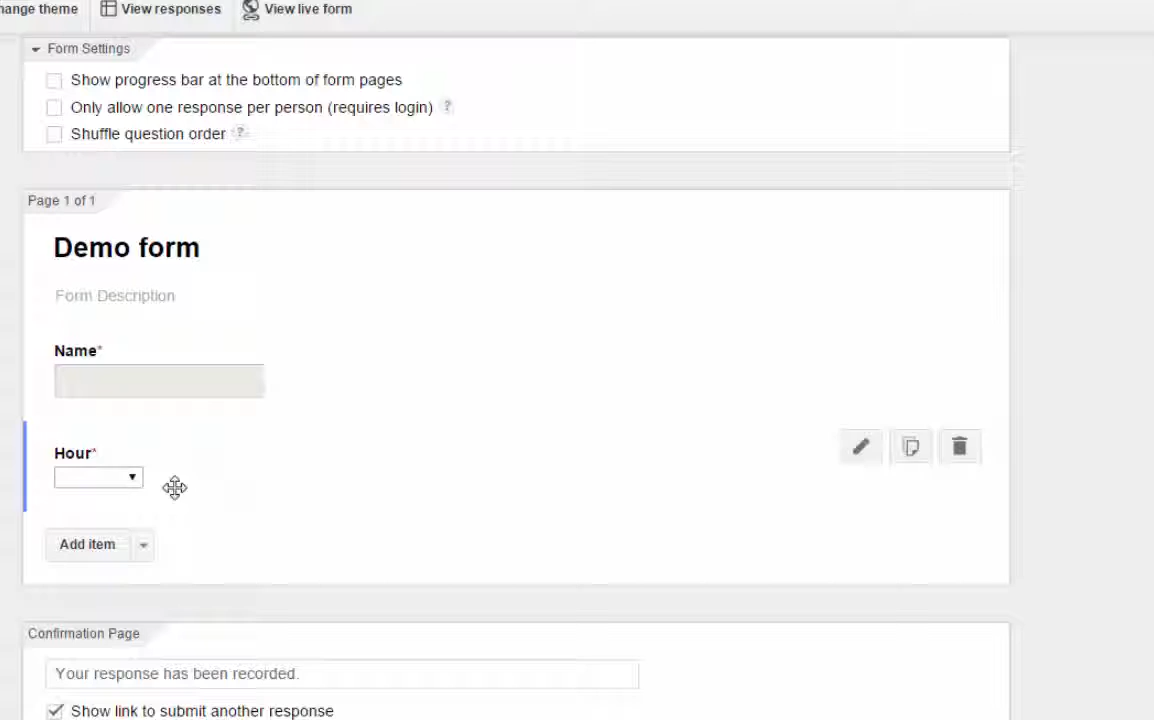 hange theme View responses View live form
Form Settings
Show progress bar at the bottom of form pages
Only allow one response per person (requires login) ?
Shuffle question order ?
Page 1 of 1
Demo form
Form Description
Name*
Hour*
Add item
Confirmation Page
Your response has been recorded.
Show link to submit another response